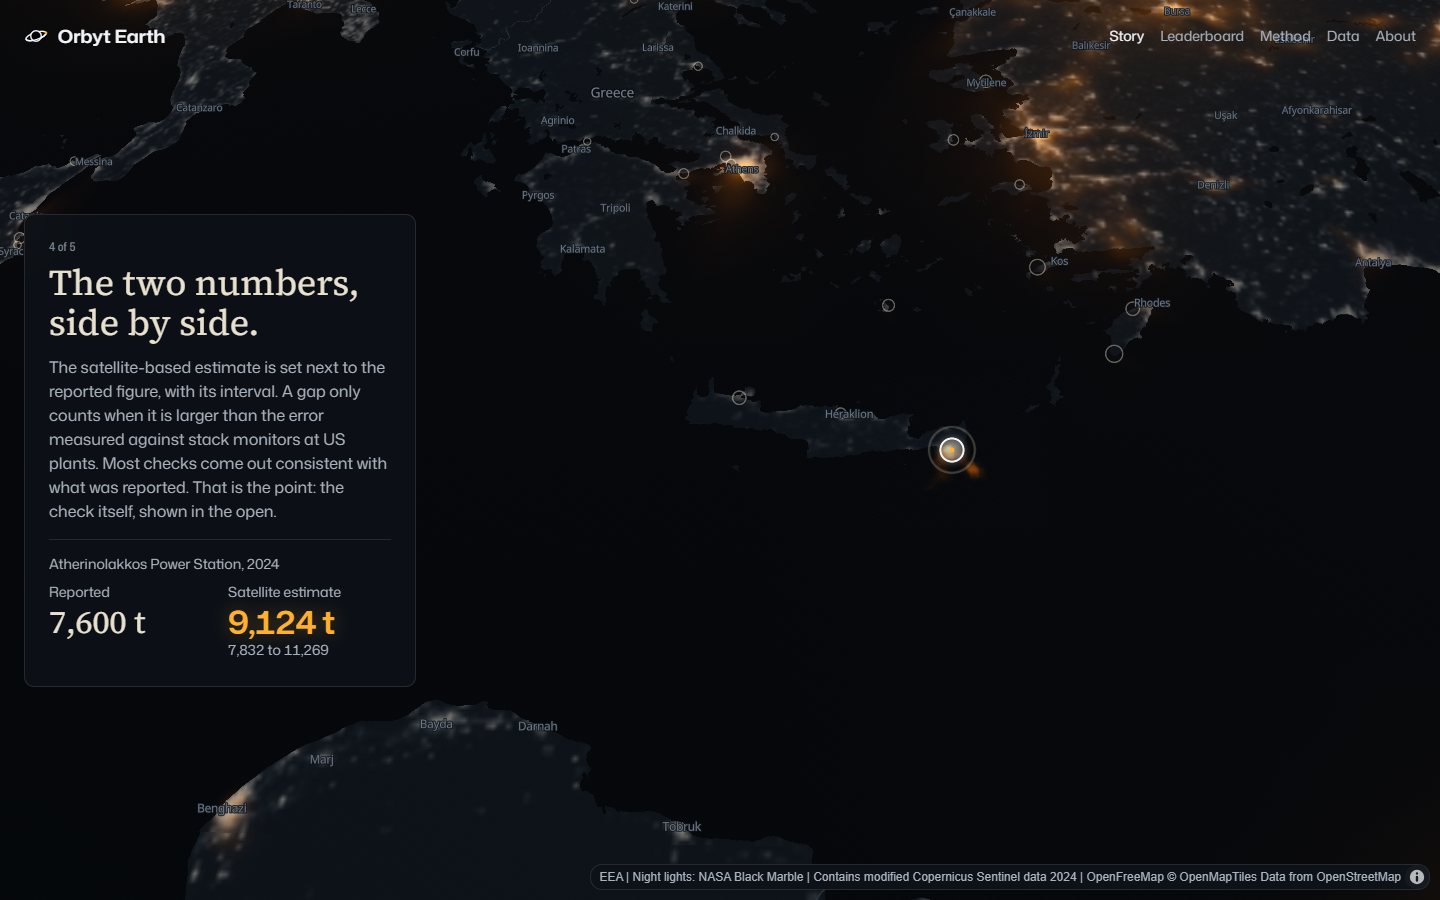 Orbyt Earth
Story Leaderboard Method Data About
Taranto
Lecce
Katerini
Çanakkale
Bursa
Balıkesir
Corfu
Ioannina
Larissa
Greece
Mytilene
Catanzaro
Agrinio
Chalkida
İzmir
Uşak
Afyonkarahisar
Patras
Messina
Athens
Pyrgos
Tripoli
Denizli
Kalamata
Kos
Antalya
Rhodes
Heraklion
4 of 5
The two numbers,
side by side.
The satellite-based estimate is set next to the
reported figure, with its interval. A gap only
counts when it is larger than the error
measured against stack monitors at US
plants. Most checks come out consistent with
what was reported. That is the point: the
check itself, shown in the open.
Atherinolakkos Power Station, 2024
Reported
7,600 t
Satellite estimate
9,124 t
7,832 to 11,269
Bayda
Darnah
Marj
Benghazi
Tobruk
EEA | Night lights: NASA Black Marble | Contains modified Copernicus Sentinel data 2024 | OpenFreeMap © OpenMapTiles Data from OpenStreetMap